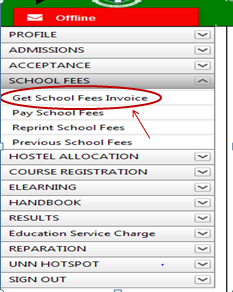 Offline
PROFILE
ADMISSIONS
ACCEPTANCE
SCHOOL FEES
Get School Fees Invoice
Pay School Fees
Reprint School Fees
Previous School Fees
HOSTEL ALLOCATION
COURSE REGISTRATION
ELEARNING
HANDBOOK
RESULTS
Education Service Charge
REPARATION
UNN HOTSPOT
SIGN OUT